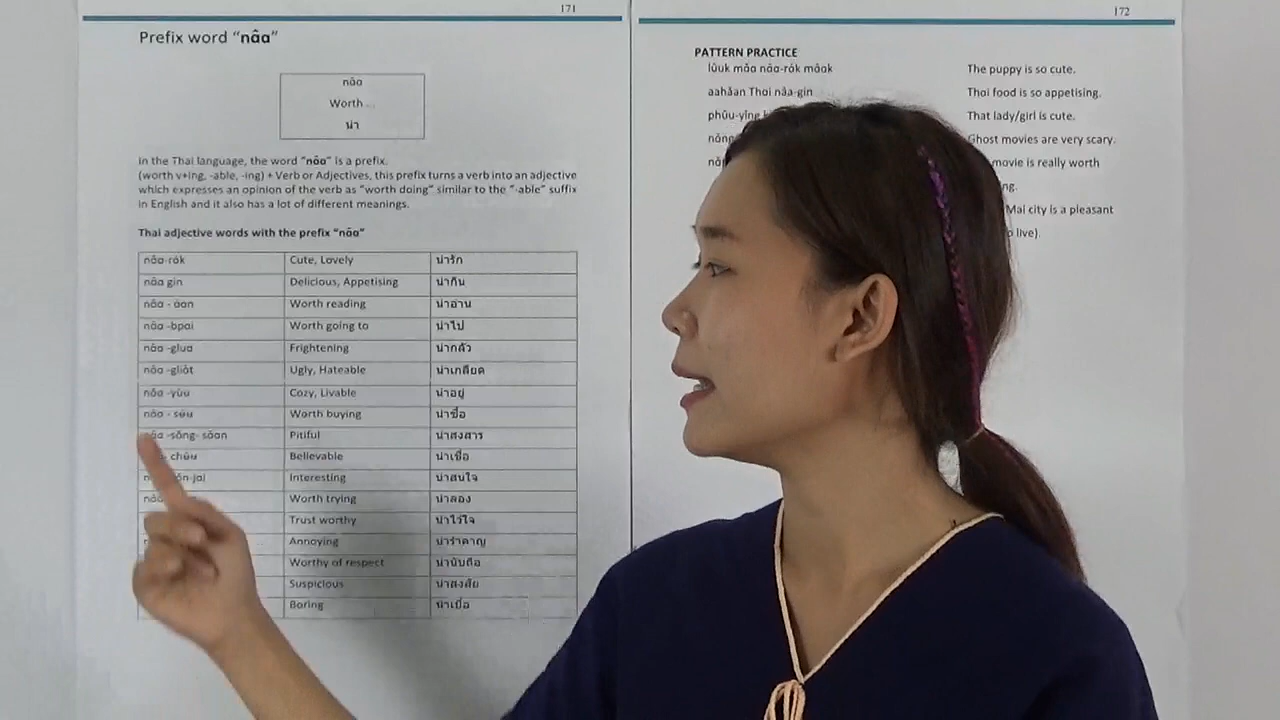 171
Prefix word "nâa"
nâa
Worth ...
น่า
In the Thai language, the word "nâa" is a prefix.
(worth v+ing, -able, -ing) + Verb or Adjectives, this prefix turns a verb into an adjective
which expresses an opinion of the verb as "worth doing" similar to the "-able" suffix
in English and it also has a lot of different meanings.
Thai adjective words with the prefix "nâa"
nâa-rák Cute, Lovely น่ารัก
nâa gin Delicious, Appetising น่ากิน
nâa - àan Worth reading น่าอ่าน
nâa -bpai Worth going to น่าไป
nâa -glua Frightening น่ากลัว
nâa -gliàt Ugly, Hateable น่าเกลียด
nâa -yùu Cozy, Livable น่าอยู่
nâa - séu Worth buying น่าซื้อ
nâa -sǒng- sǎan Pitiful น่าสงสาร
chêu Believable น่าเชื่อ
Interesting น่าสนใจ
Worth trying น่าลอง
Trust worthy น่าไว้ใจ
Annoying น่ารำคาญ
Worthy of respect น่านับถือ
Suspicious น่าสงสัย
Boring น่าเบื่อ
172
PATTERN PRACTICE
lûuk mǎa nâa-rák mâak The puppy is so cute.
aahǎan Thai nâa-gin Thai food is so appetising.
phûu-yǐng That lady/girl is cute.
Ghost movies are very scary.
movie is really worth
Mai city is a pleasant
live).